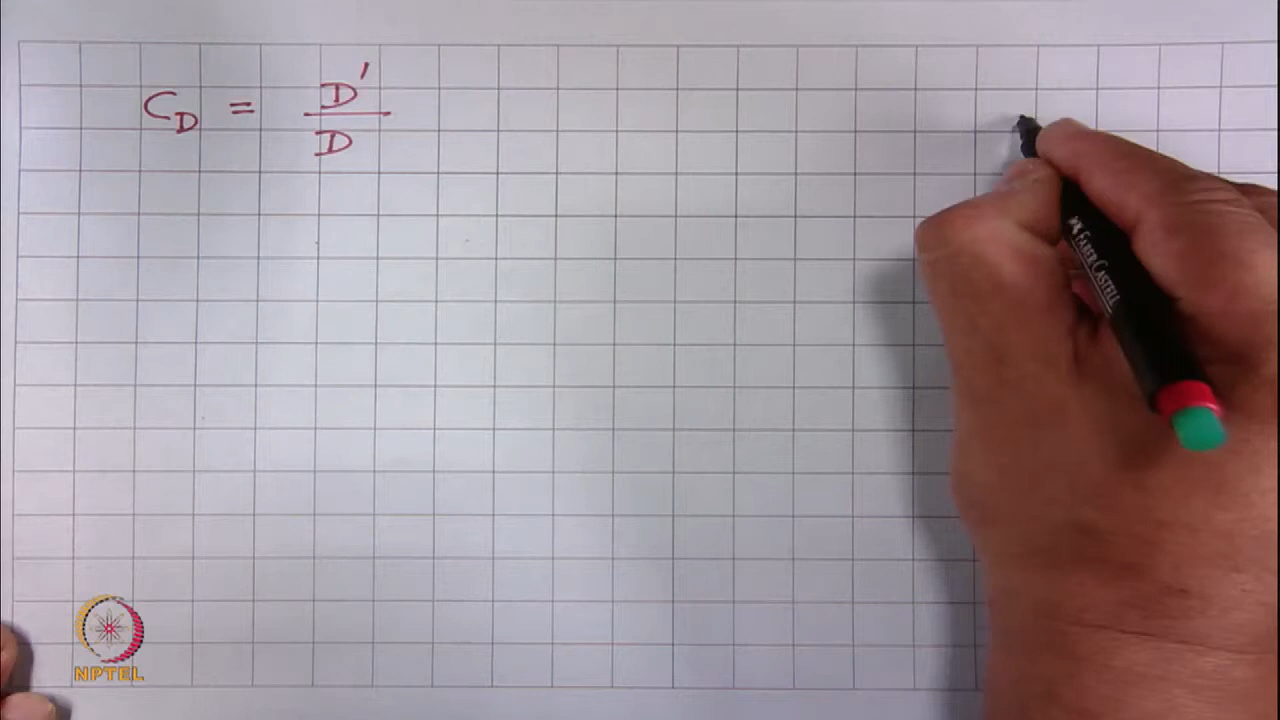 C_D = D' / D
FABER CASTELL
NPTEL